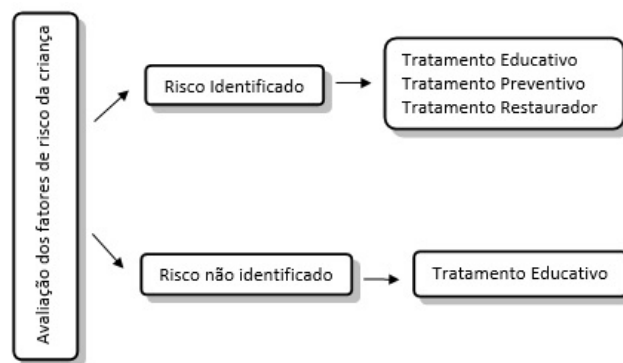 Avaliação dos fatores de risco da criança
Risco Identificado
Tratamento Educativo
Tratamento Preventivo
Tratamento Restaurador
Risco não identificado
Tratamento Educativo